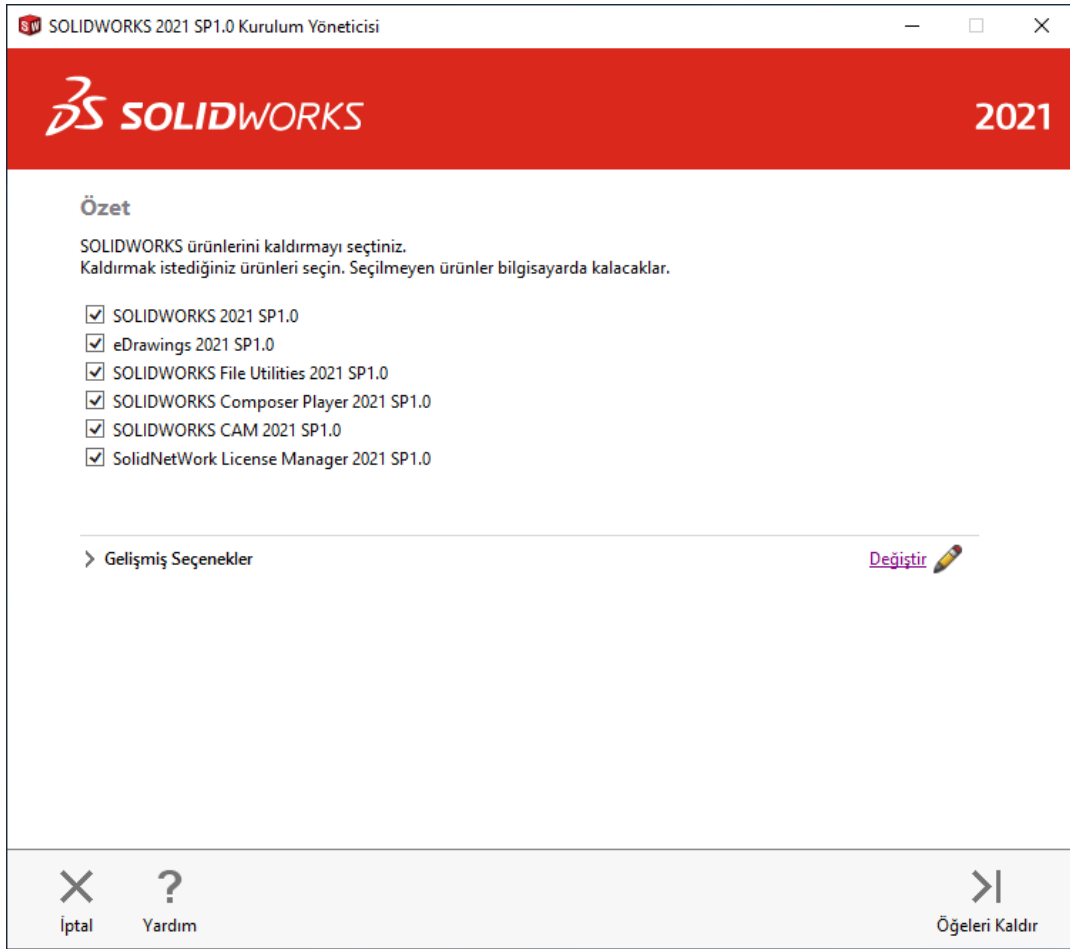 SOLIDWORKS 2021 SP1.0 Kurulum Yöneticisi
SOLIDWORKS
2021
Özet
SOLIDWORKS ürünlerini kaldırmayı seçtiniz.
Kaldırmak istediğiniz ürünleri seçin. Seçilmeyen ürünler bilgisayarda kalacaklar.
SOLIDWORKS 2021 SP1.0
eDrawings 2021 SP1.0
SOLIDWORKS File Utilities 2021 SP1.0
SOLIDWORKS Composer Player 2021 SP1.0
SOLIDWORKS CAM 2021 SP1.0
SolidNetWork License Manager 2021 SP1.0
Gelişmiş Seçenekler
Değiştir
İptal
Yardım
Öğeleri Kaldır